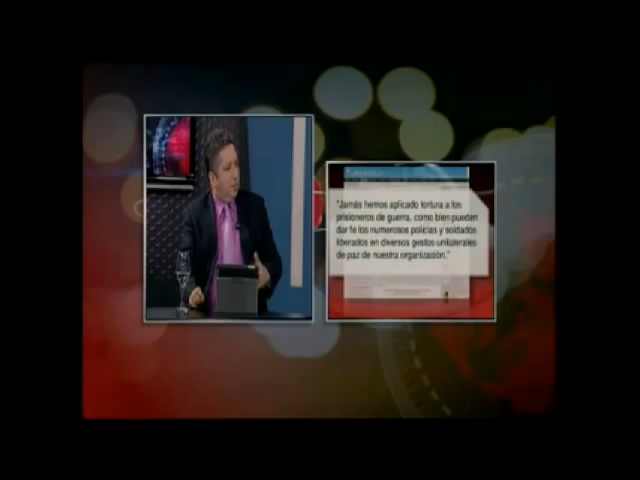 "Jamás hemos aplicado tortura a los
prisioneros de guerra, como bien pueden
dar fe los numerosos policías y soldados
liberados en diversos gestos unilaterales
de paz de nuestra organización."